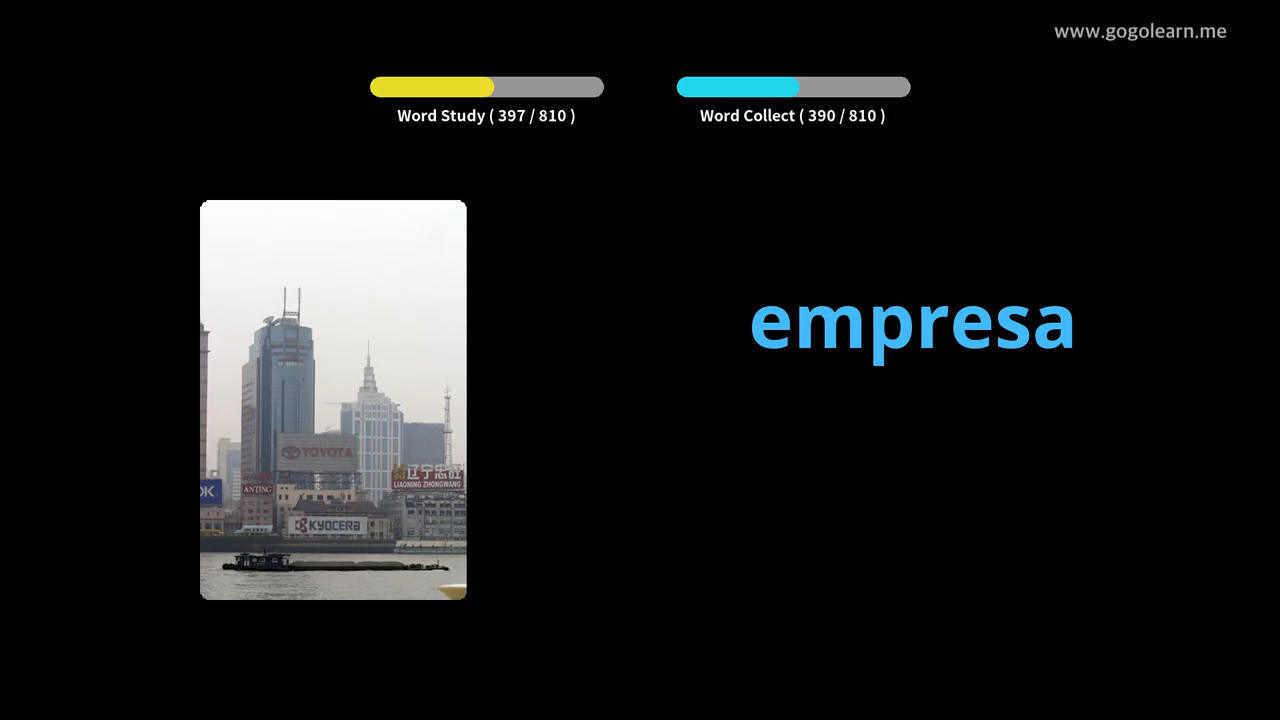 www.gogolearn.me
Word Study ( 397 / 810 )
Word Collect ( 390 / 810 )
empresa
TOYOTA
辽宁忠旺
LIAONING ZHONGWANG
OK
ANTING
KYOCERA